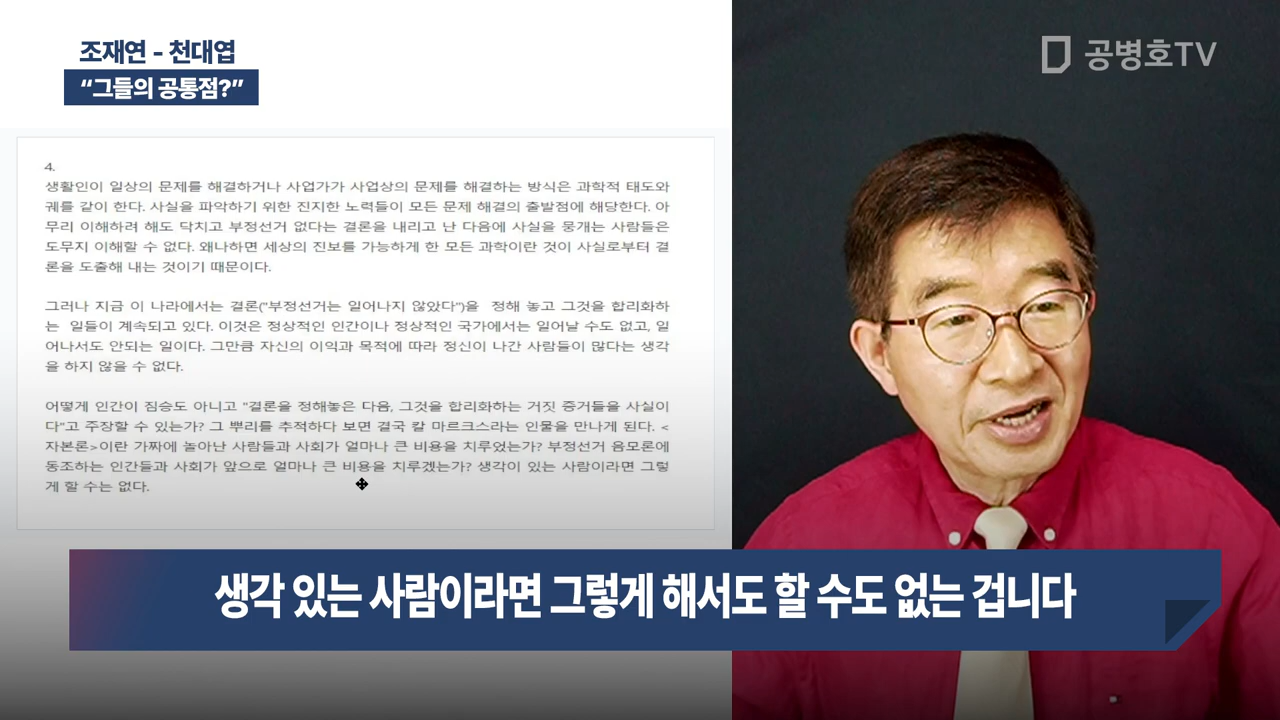 조재연 - 천대엽
“그들의 공통점?”
공병호TV
4.
생활인이 일상의 문제를 해결하거나 사업가가 사업상의 문제를 해결하는 방식은 과학적 태도와
궤를 같이 한다. 사실을 파악하기 위한 진지한 노력들이 모든 문제 해결의 출발점에 해당한다. 아
무리 이해하려 해도 닥치고 부정선거 없다는 결론을 내리고 난 다음에 사실을 뭉개는 사람들은
도무지 이해할 수 없다. 왜냐하면 세상의 진보를 가능하게 한 모든 과학이란 것이 사실로부터 결
론을 도출해 내는 것이기 때문이다.
그러나 지금 이 나라에서는 결론("부정선거는 일어나지 않았다")을 정해 놓고 그것을 합리화하
는 일들이 계속되고 있다. 이것은 정상적인 인간이나 정상적인 국가에서는 일어날 수도 없고, 일
어나서도 안되는 일이다. 그만큼 자신의 이익과 목적에 따라 정신이 나간 사람들이 많다는 생각
을 하지 않을 수 없다.
어떻게 인간이 짐승도 아니고 "결론을 정해놓은 다음, 그것을 합리화하는 거짓 증거들을 사실이
다"고 주장할 수 있는가? 그 뿌리를 추적하다 보면 결국 칼 마르크스라는 인물을 만나게 된다. <
자본론>이란 가짜에 놀아난 사람들과 사회가 얼마나 큰 비용을 치루었는가? 부정선거 음모론에
동조하는 인간들과 사회가 앞으로 얼마나 큰 비용을 치루겠는가? 생각이 있는 사람이라면 그렇
게 할 수는 없다.
생각 있는 사람이라면 그렇게 해서도 할 수도 없는 겁니다